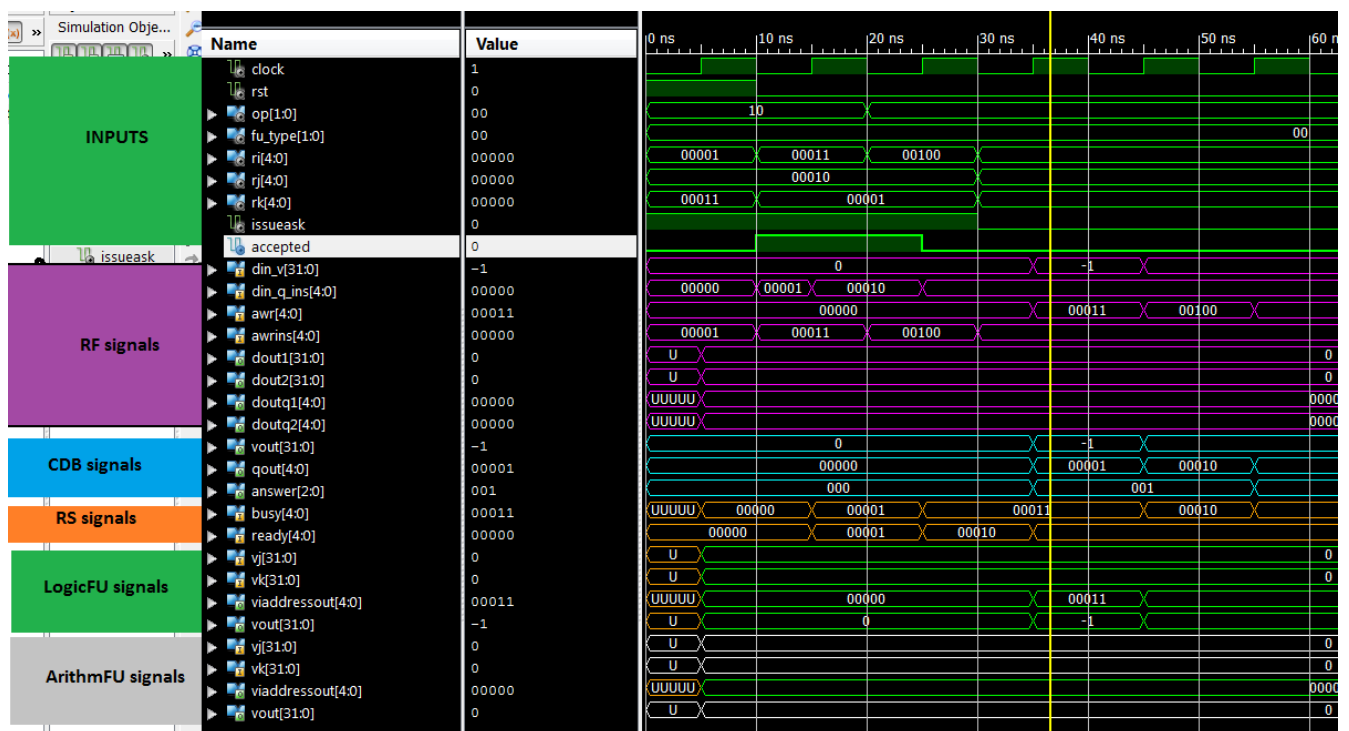 Simulation Obje...
»
»
Name Value
0 ns 10 ns 20 ns 30 ns 40 ns 50 ns 60 n
INPUTS
clock 1
rst 0
op[1:0] 00 10
fu_type[1:0] 00 00
ri[4:0] 00000 00001 00011 00100
rj[4:0] 00000 00010
rk[4:0] 00000 00011 00001
issueask 0
issueask
accepted 0
RF signals
din_v[31:0] -1 0 -1
din_q_ins[4:0] 00000 00000 00001 00010
awr[4:0] 00011 00000 00011 00100
awrins[4:0] 00000 00001 00011 00100
dout1[31:0] 0 U 0
dout2[31:0] 0 U 0
doutq1[4:0] 00000 UUUUU 0000
doutq2[4:0] 00000 UUUUU 0000
CDB signals
vout[31:0] -1 0 -1
qout[4:0] 00001 00000 00001 00010
answer[2:0] 001 000 001
RS signals
busy[4:0] 00011 UUUUU 00000 00001 00011 00010
ready[4:0] 00000 00000 00001 00010
LogicFU signals
vj[31:0] 0 U 0
vk[31:0] 0 U 0
viaddressout[4:0] 00011 UUUUU 00000 00011
vout[31:0] -1 U 0 -1
ArithmFU signals
vj[31:0] 0 U 0
vk[31:0] 0 U 0
viaddressout[4:0] 00000 UUUUU 0000
vout[31:0] 0 U 0